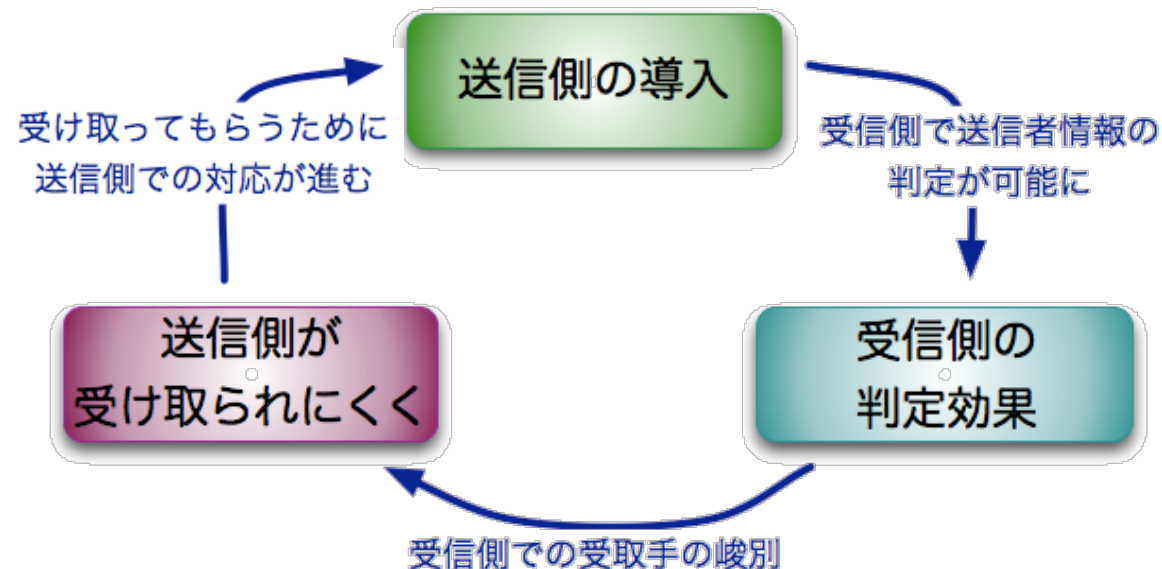 送信側の導入
受信側で送信者情報の
判定が可能に
受信側の
判定効果
受信側での受取手の峻別
送信側が
受け取られにくく
受け取ってもらうために
送信側での対応が進む